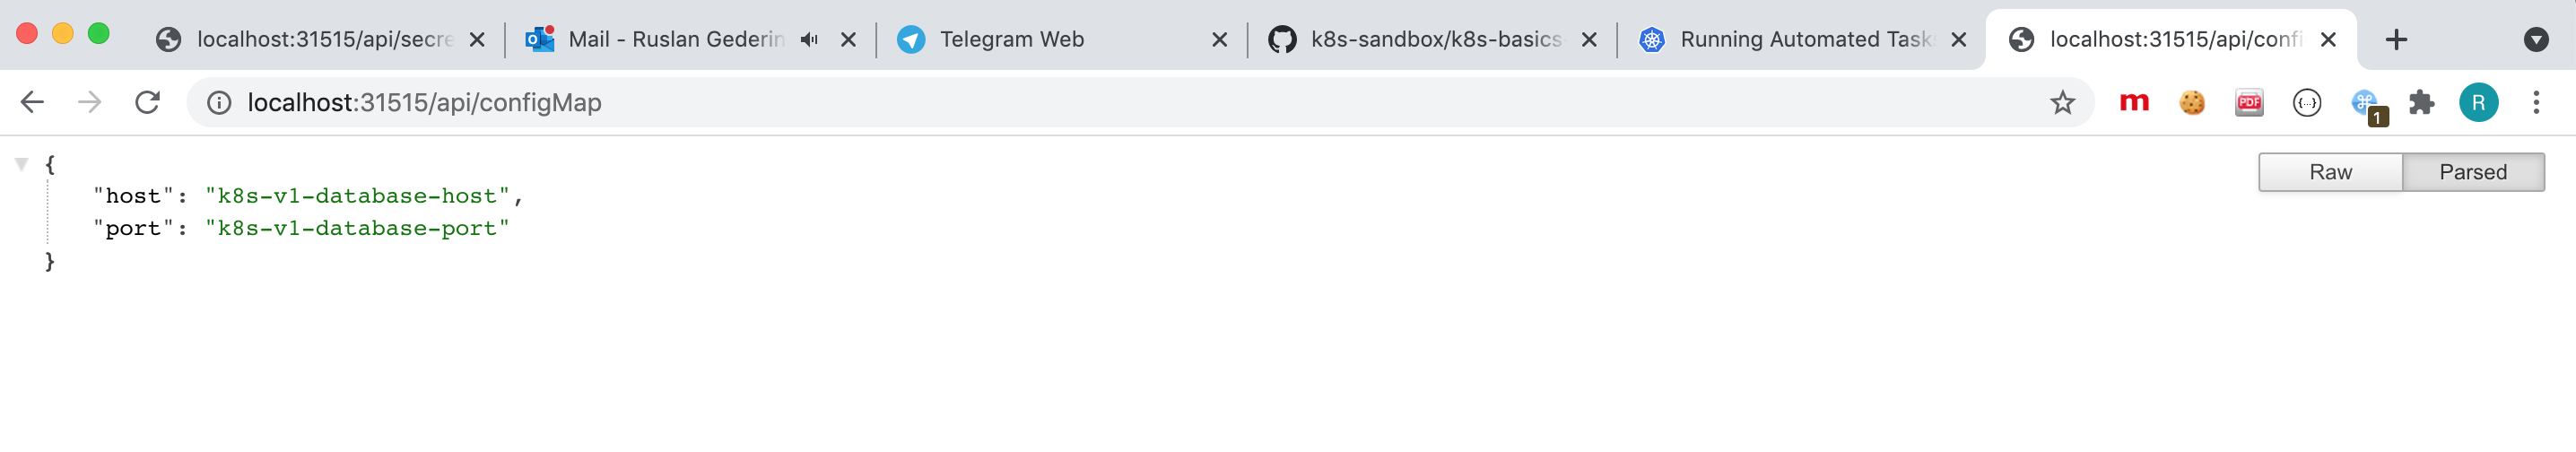 localhost:31515/api/secre
Mail - Ruslan Gederin
Telegram Web
k8s-sandbox/k8s-basics
Running Automated Task
localhost:31515/api/confi
localhost:31515/api/configMap
m
PDF
{...}
1
R
Raw
Parsed
{
"host": "k8s-v1-database-host",
"port": "k8s-v1-database-port"
}